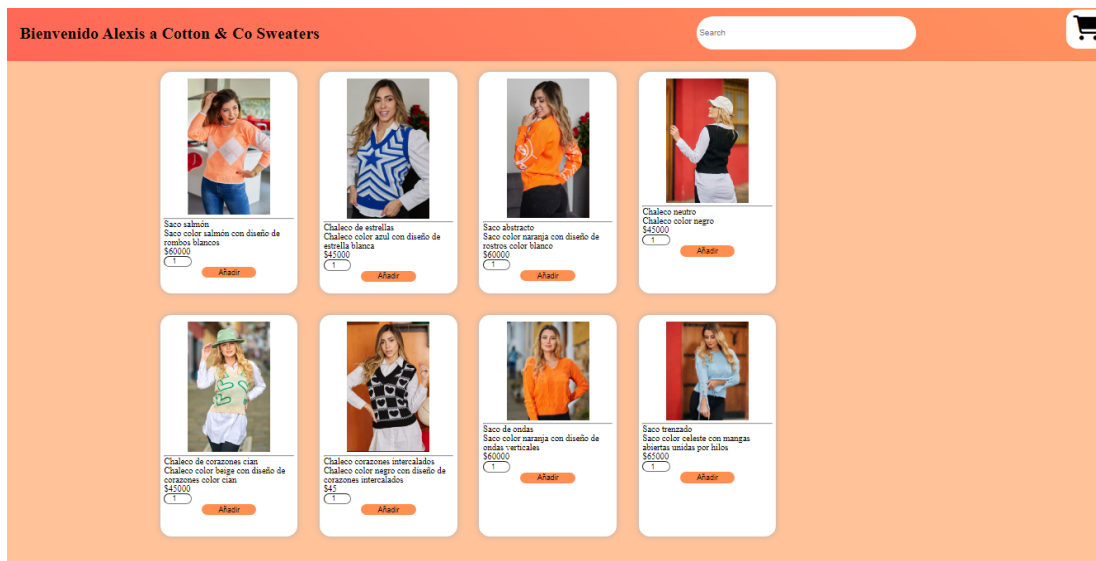 Bienvenido Alexis a Cotton & Co Sweaters
Search
Saco salmón
Saco color salmón con diseño de
rombos blancos
$60000
1
Añadir
Chaleco de estrellas
Chaleco color azul con diseño de
estrella blanca
$45000
1
Añadir
Saco abstracto
Saco color naranja con diseño de
rostros color blanco
$60000
1
Añadir
Chaleco neutro
Chaleco color negro
$45000
1
Añadir
Chaleco de corazones cian
Chaleco color beige con diseño de
corazones color cian
$45000
1
Añadir
Chaleco corazones intercalados
Chaleco color negro con diseño de
corazones intercalados
$45
1
Añadir
Saco de ondas
Saco color naranja con diseño de
ondas verticales
$60000
1
Añadir
Saco trenzado
Saco color celeste con mangas
abiertas unidas por hilos
$65000
1
Añadir